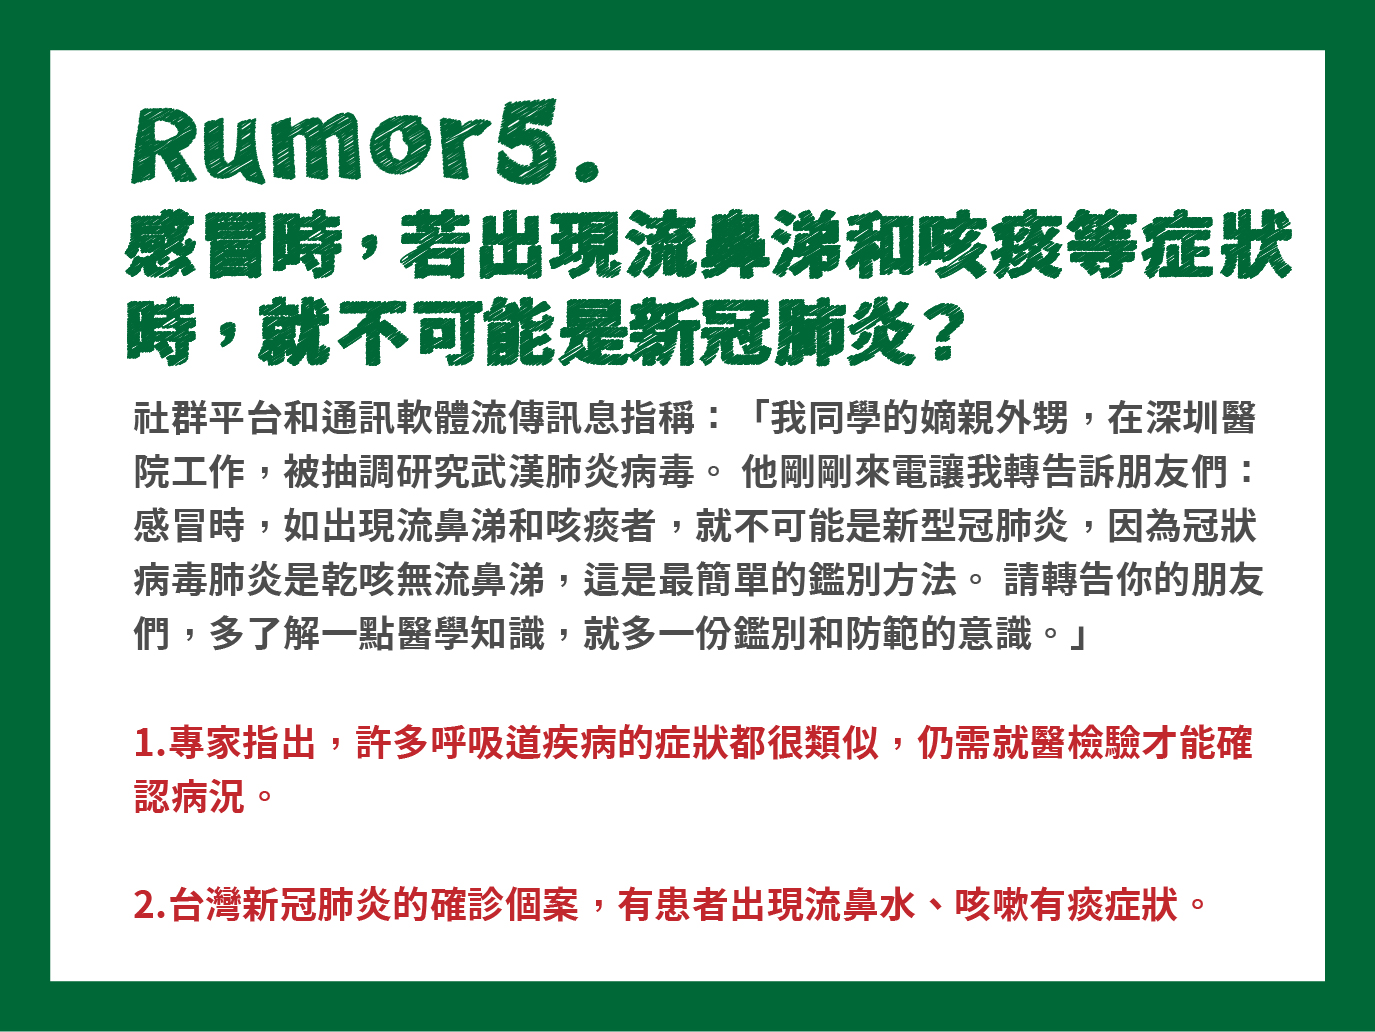 Rumor5.
感冒時，若出現流鼻涕和咳痰等症狀
時，就不可能是新冠肺炎？
社群平台和通訊軟體流傳訊息指稱：「我同學的嫡親外甥，在深圳醫
院工作，被抽調研究武漢肺炎病毒。 他剛剛來電讓我轉告訴朋友們：
感冒時，如出現流鼻涕和咳痰者，就不可能是新型冠肺炎，因為冠狀
病毒肺炎是乾咳無流鼻涕，這是最簡單的鑑別方法。 請轉告你的朋友
們，多了解一點醫學知識，就多一份鑑別和防範的意識。」
1.專家指出，許多呼吸道疾病的症狀都很類似，仍需就醫檢驗才能確
認病況。
2.台灣新冠肺炎的確診個案，有患者出現流鼻水、咳嗽有痰症狀。